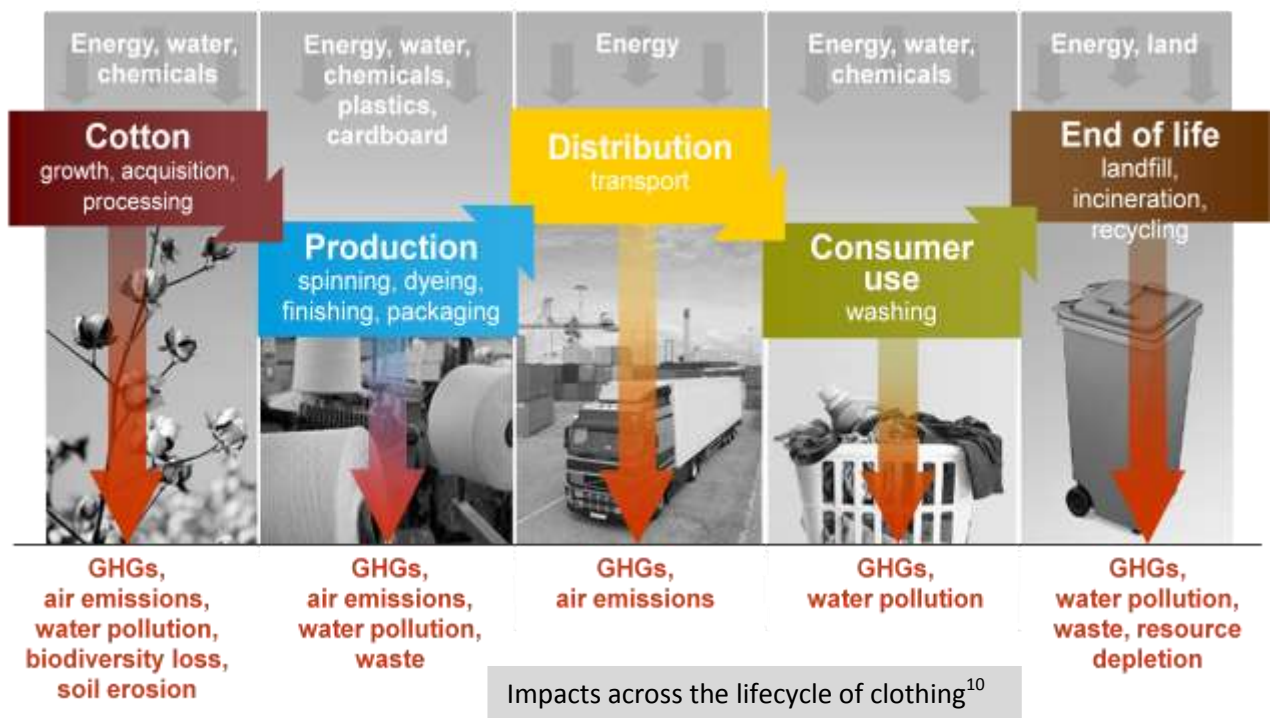 Energy, water,
chemicals
Cotton
growth, acquisition,
processing
GHGs,
air emissions,
water pollution,
biodiversity loss,
soil erosion
Energy, water,
chemicals,
plastics,
cardboard
Production
spinning, dyeing,
finishing, packaging
GHGs,
air emissions,
water pollution,
waste
Energy
Distribution
transport
GHGs,
air emissions
Energy, water,
chemicals
Consumer
use
washing
GHGs,
water pollution
Energy, land
End of life
landfill,
incineration,
recycling
GHGs,
water pollution,
waste, resource
depletion
Impacts across the lifecycle of clothing10